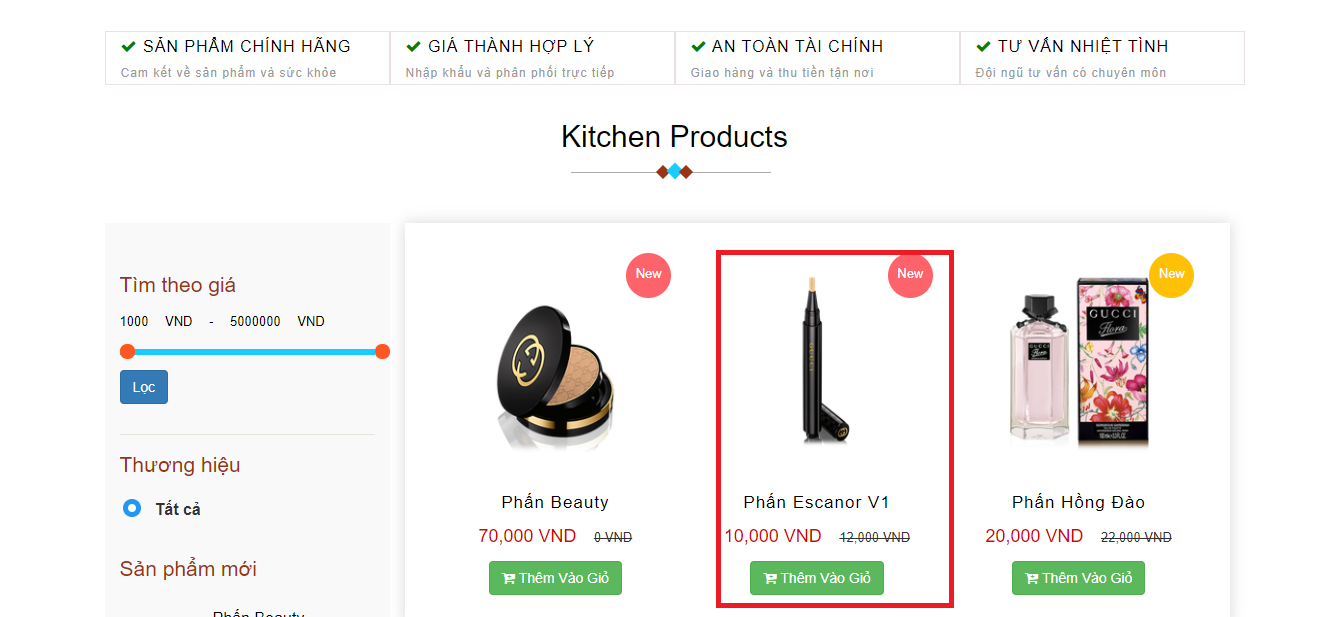 SẢN PHẨM CHÍNH HÃNG
Cam kết về sản phẩm và sức khỏe
GIÁ THÀNH HỢP LÝ
Nhập khẩu và phân phối trực tiếp
AN TOÀN TÀI CHÍNH
Giao hàng và thu tiền tận nơi
TƯ VẤN NHIỆT TÌNH
Đội ngũ tư vấn có chuyên môn
Kitchen Products
Tìm theo giá
1000 VND - 5000000 VND
Lọc
Thương hiệu
Tất cả
Sản phẩm mới
Phấn Beauty
New
Phấn Beauty
70,000 VND 0 VND
Thêm Vào Giỏ
New
GUCCI
Phấn Escanor V1
10,000 VND 12,000 VND
Thêm Vào Giỏ
New
GUCCI
Flora
GUCCI
Flora
Phấn Hồng Đào
20,000 VND 22,000 VND
Thêm Vào Giỏ